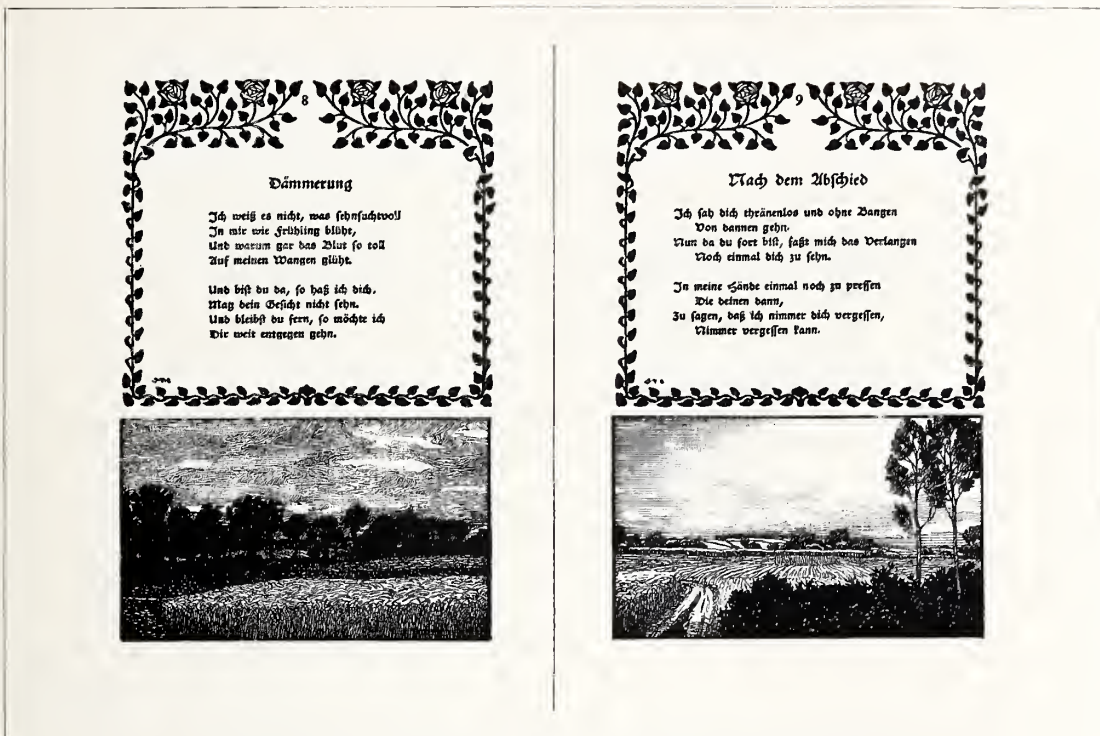 8
Dämmerung
Ich weiß es nicht, was sehnsuchtvoll
In mir wie Frühling blüht,
Und warum gar das Blut so toll
Auf meinen Wangen glüht.
Und bist du da, so haß ich dich.
Mag dein Gesicht nicht sehn.
Und bleibst du fern, so möchte ich
Dir weit entgegen gehn.
9
Nach dem Abschied
Ich sah dich thränenlos und ohne Bangen
Von dannen gehn.
Nun da du fort bist, faßt mich das Verlangen
Noch einmal dich zu sehn.
In meine Hände einmal noch zu pressen
Die deinen dann,
Zu sagen, daß ich nimmer dich vergessen,
Nimmer vergessen kann.